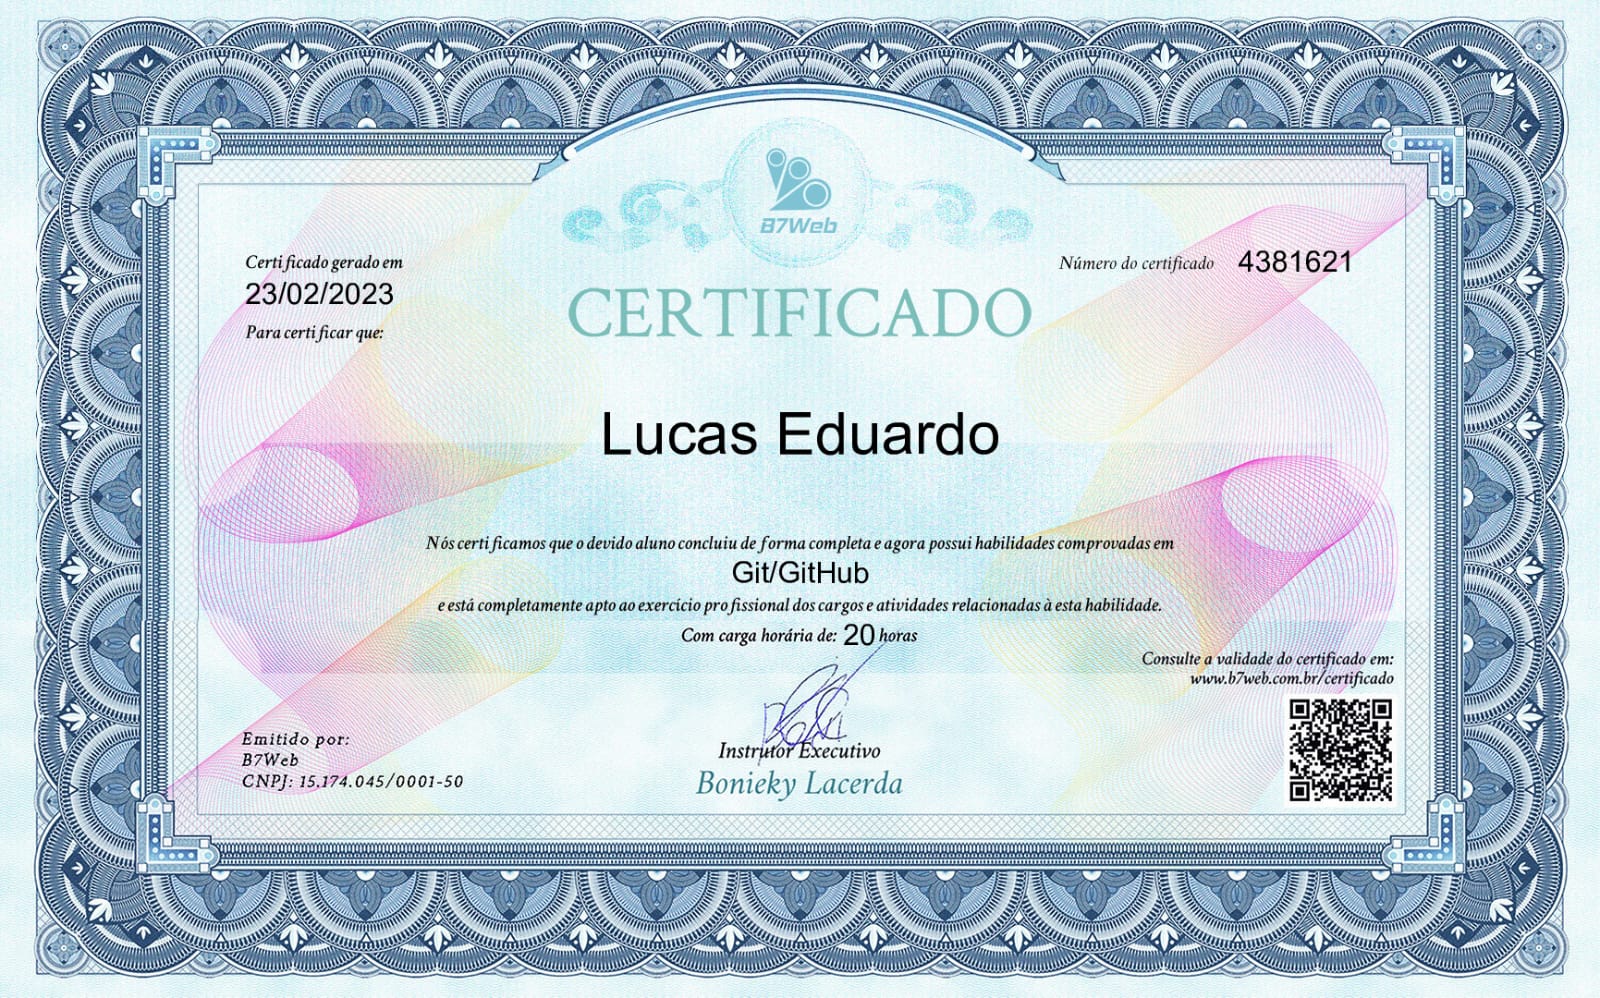 B7Web
Certificado gerado em
23/02/2023
Para certificar que:
Número do certificado 4381621
CERTIFICADO
Lucas Eduardo
Nós certificamos que o devido aluno concluiu de forma completa e agora possui habilidades comprovadas em
Git/GitHub
e está completamente apto ao exercício profissional dos cargos e atividades relacionadas à esta habilidade.
Com carga horária de: 20 horas
Consulte a validade do certificado em:
www.b7web.com.br/certificado
Instrutor Executivo
Bonieky Lacerda
Emitido por:
B7Web
CNPJ: 15.174.045/0001-50